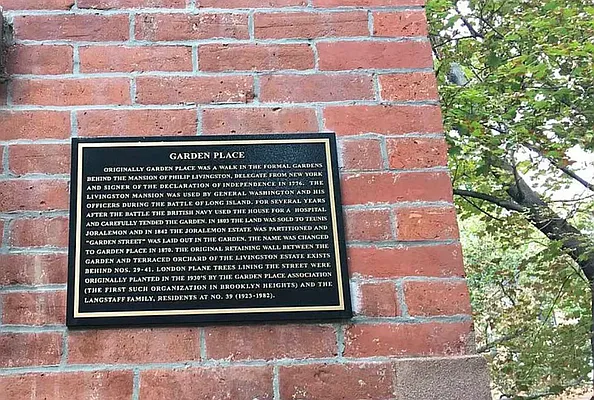 GARDEN PLACE
ORIGINALLY GARDEN PLACE WAS A WALK IN THE FORMAL GARDENS
BEHIND THE MANSION OF PHILIP LIVINGSTON, DELEGATE FROM NEW YORK
AND SIGNER OF THE DECLARATION OF INDEPENDENCE IN 1776. THE
LIVINGSTON MANSION WAS USED BY GENERAL WASHINGTON AND HIS
OFFICERS DURING THE BATTLE OF LONG ISLAND. FOR SEVERAL YEARS
AFTER THE BATTLE THE BRITISH NAVY USED THE HOUSE FOR A HOSPITAL
AND CAREFULLY TENDED THE GARDEN. IN 1803 THE LAND WAS SOLD TO TEUNIS
JORALEMON AND IN 1842 THE JORALEMON ESTATE WAS PARTITIONED AND
"GARDEN STREET" WAS LAID OUT IN THE GARDEN. THE NAME WAS CHANGED
TO GARDEN PLACE IN 1870. THE ORIGINAL RETAINING WALL BETWEEN THE
GARDEN AND TERRACED ORCHARD OF THE LIVINGSTON ESTATE EXISTS
BEHIND NOS. 29-41. LONDON PLANE TREES LINING THE STREET WERE
ORIGINALLY PLANTED IN THE 1930'S BY THE GARDEN PLACE ASSOCIATION
(THE FIRST SUCH ORGANIZATION IN BROOKLYN HEIGHTS) AND THE
LANGSTAFF FAMILY, RESIDENTS AT NO. 39 (1923-1982).